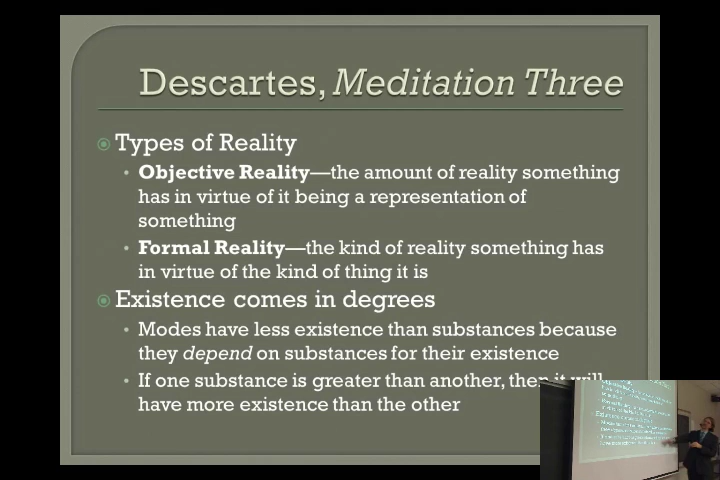 Descartes, Meditation Three
Types of Reality
Objective Reality—the amount of reality something
has in virtue of it being a representation of
something
Formal Reality—the kind of reality something has
in virtue of the kind of thing it is
Existence comes in degrees
Modes have less existence than substances because
they depend on substances for their existence
If one substance is greater than another, then it will
have more existence than the other